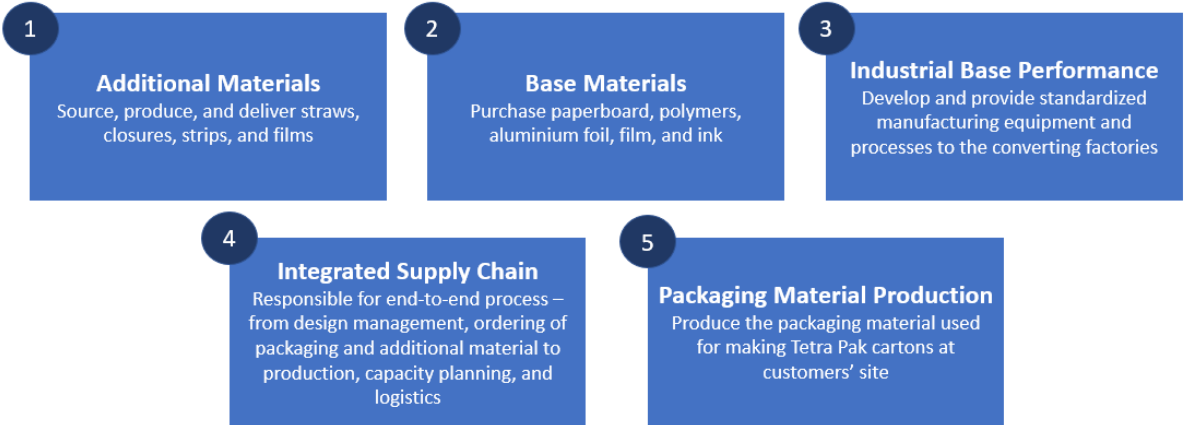 1
Additional Materials
Source, produce, and deliver straws,
closures, strips, and films
2
Base Materials
Purchase paperboard, polymers,
aluminium foil, film, and ink
3
Industrial Base Performance
Develop and provide standardized
manufacturing equipment and
processes to the converting factories
4
Integrated Supply Chain
Responsible for end-to-end process –
from design management, ordering of
packaging and additional material to
production, capacity planning, and
logistics
5
Packaging Material Production
Produce the packaging material used
for making Tetra Pak cartons at
customers’ site